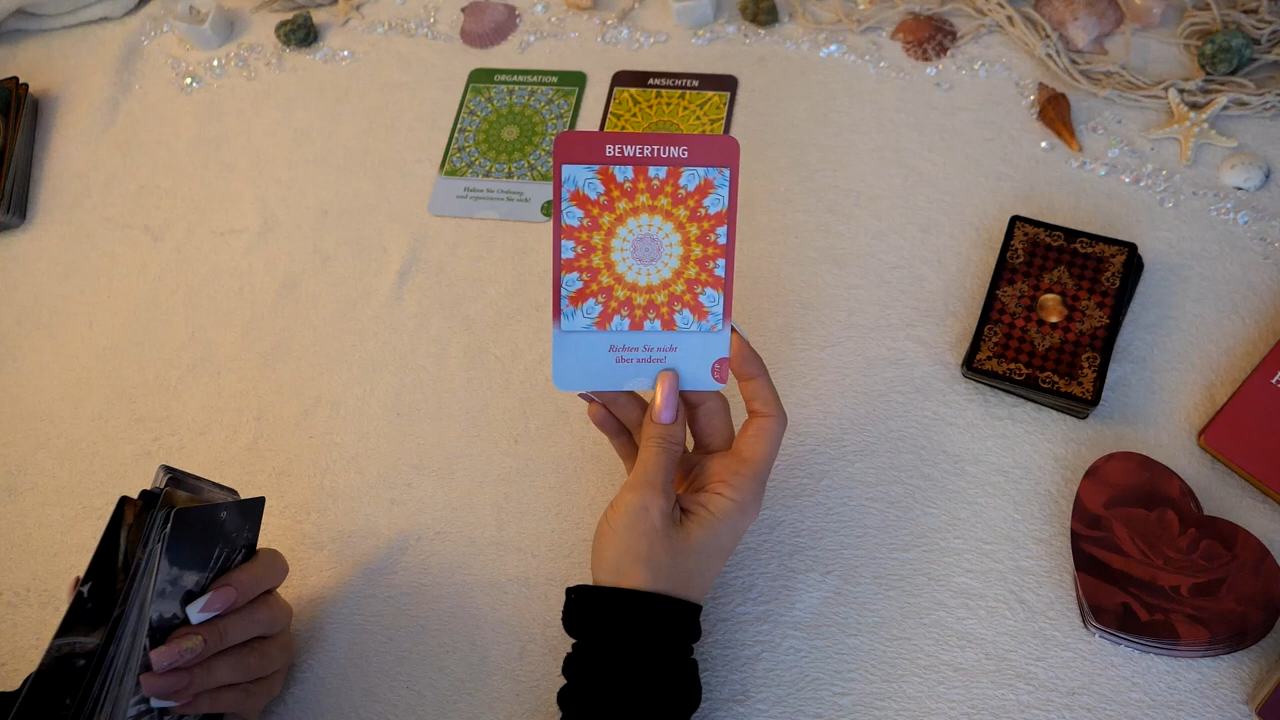 ORGANISATION
Halten Sie Ordnung,
und organisieren Sie sich!
ANSICHTEN
BEWERTUNG
Richten Sie nicht
über andere!